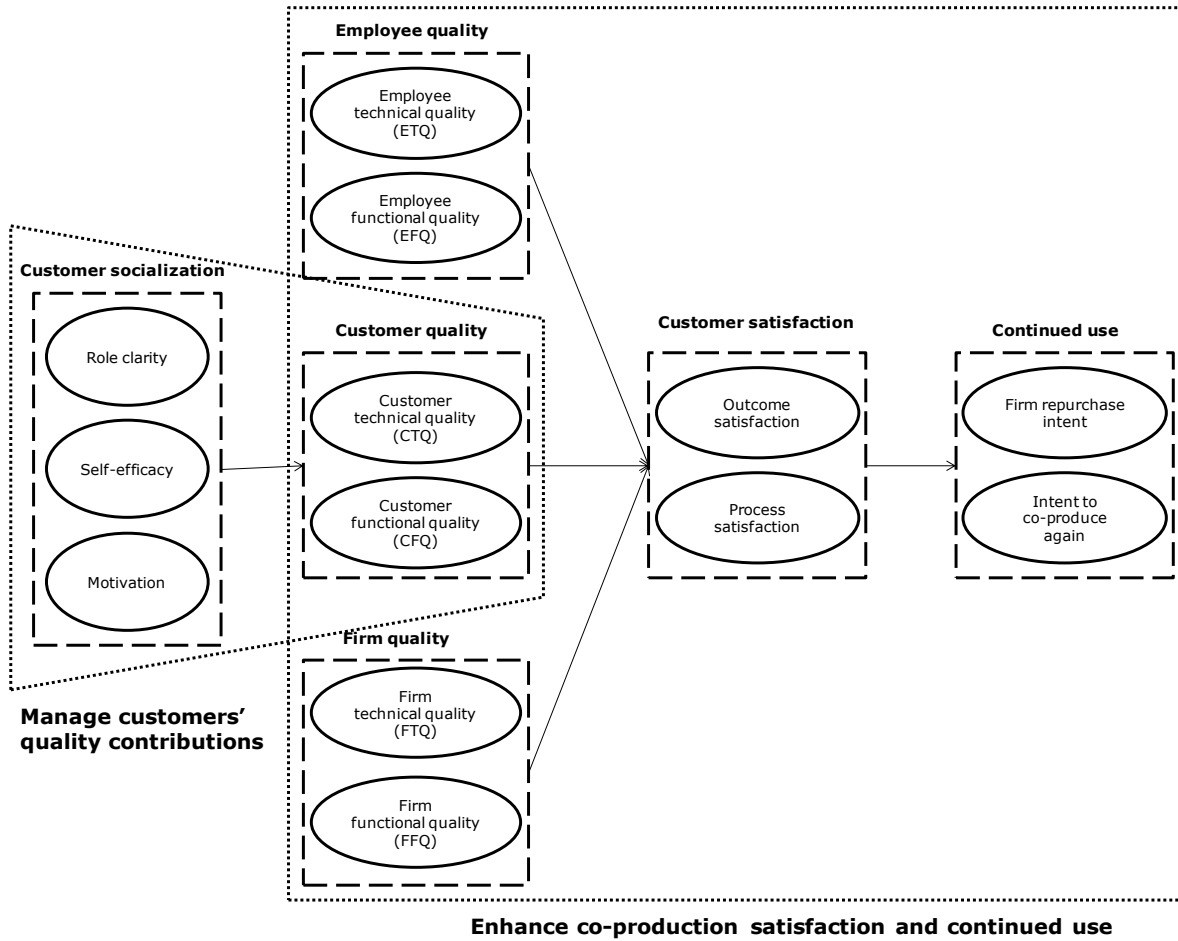 Employee quality
Employee
technical quality
(ETQ)
Employee
functional quality
(EFQ)
Customer socialization
Role clarity
Self-efficacy
Motivation
Customer quality
Customer
technical quality
(CTQ)
Customer
functional quality
(CFQ)
Customer satisfaction
Outcome
satisfaction
Process
satisfaction
Continued use
Firm repurchase
intent
Intent to
co-produce
again
Firm quality
Firm
technical quality
(FTQ)
Firm
functional quality
(FFQ)
Manage customers’
quality contributions
Enhance co-production satisfaction and continued use